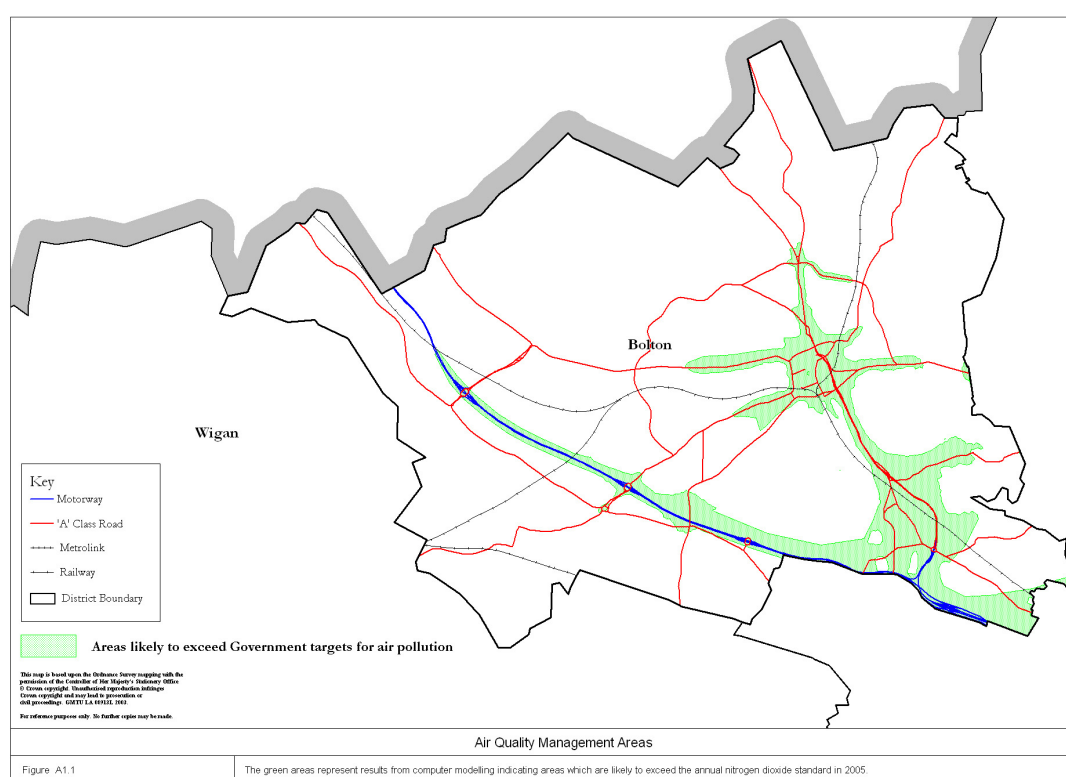 Bolton
Wigan
Key
Motorway
'A' Class Road
Metrolink
Railway
District Boundary
Areas likely to exceed Government targets for air pollution
This map is based upon the Ordnance Survey mapping with the
permission of the Controller of Her Majesty's Stationery Office
© Crown copyright. Unauthorised reproduction infringes
Crown copyright and may lead to prosecution or
civil proceedings. GMTU LA 2002.
For reference purposes only. No further copies may be made.
Air Quality Management Areas
Figure A1.1
The green areas represent results from computer modelling indicating areas which are likely to exceed the annual nitrogen dioxide standard in 2005.